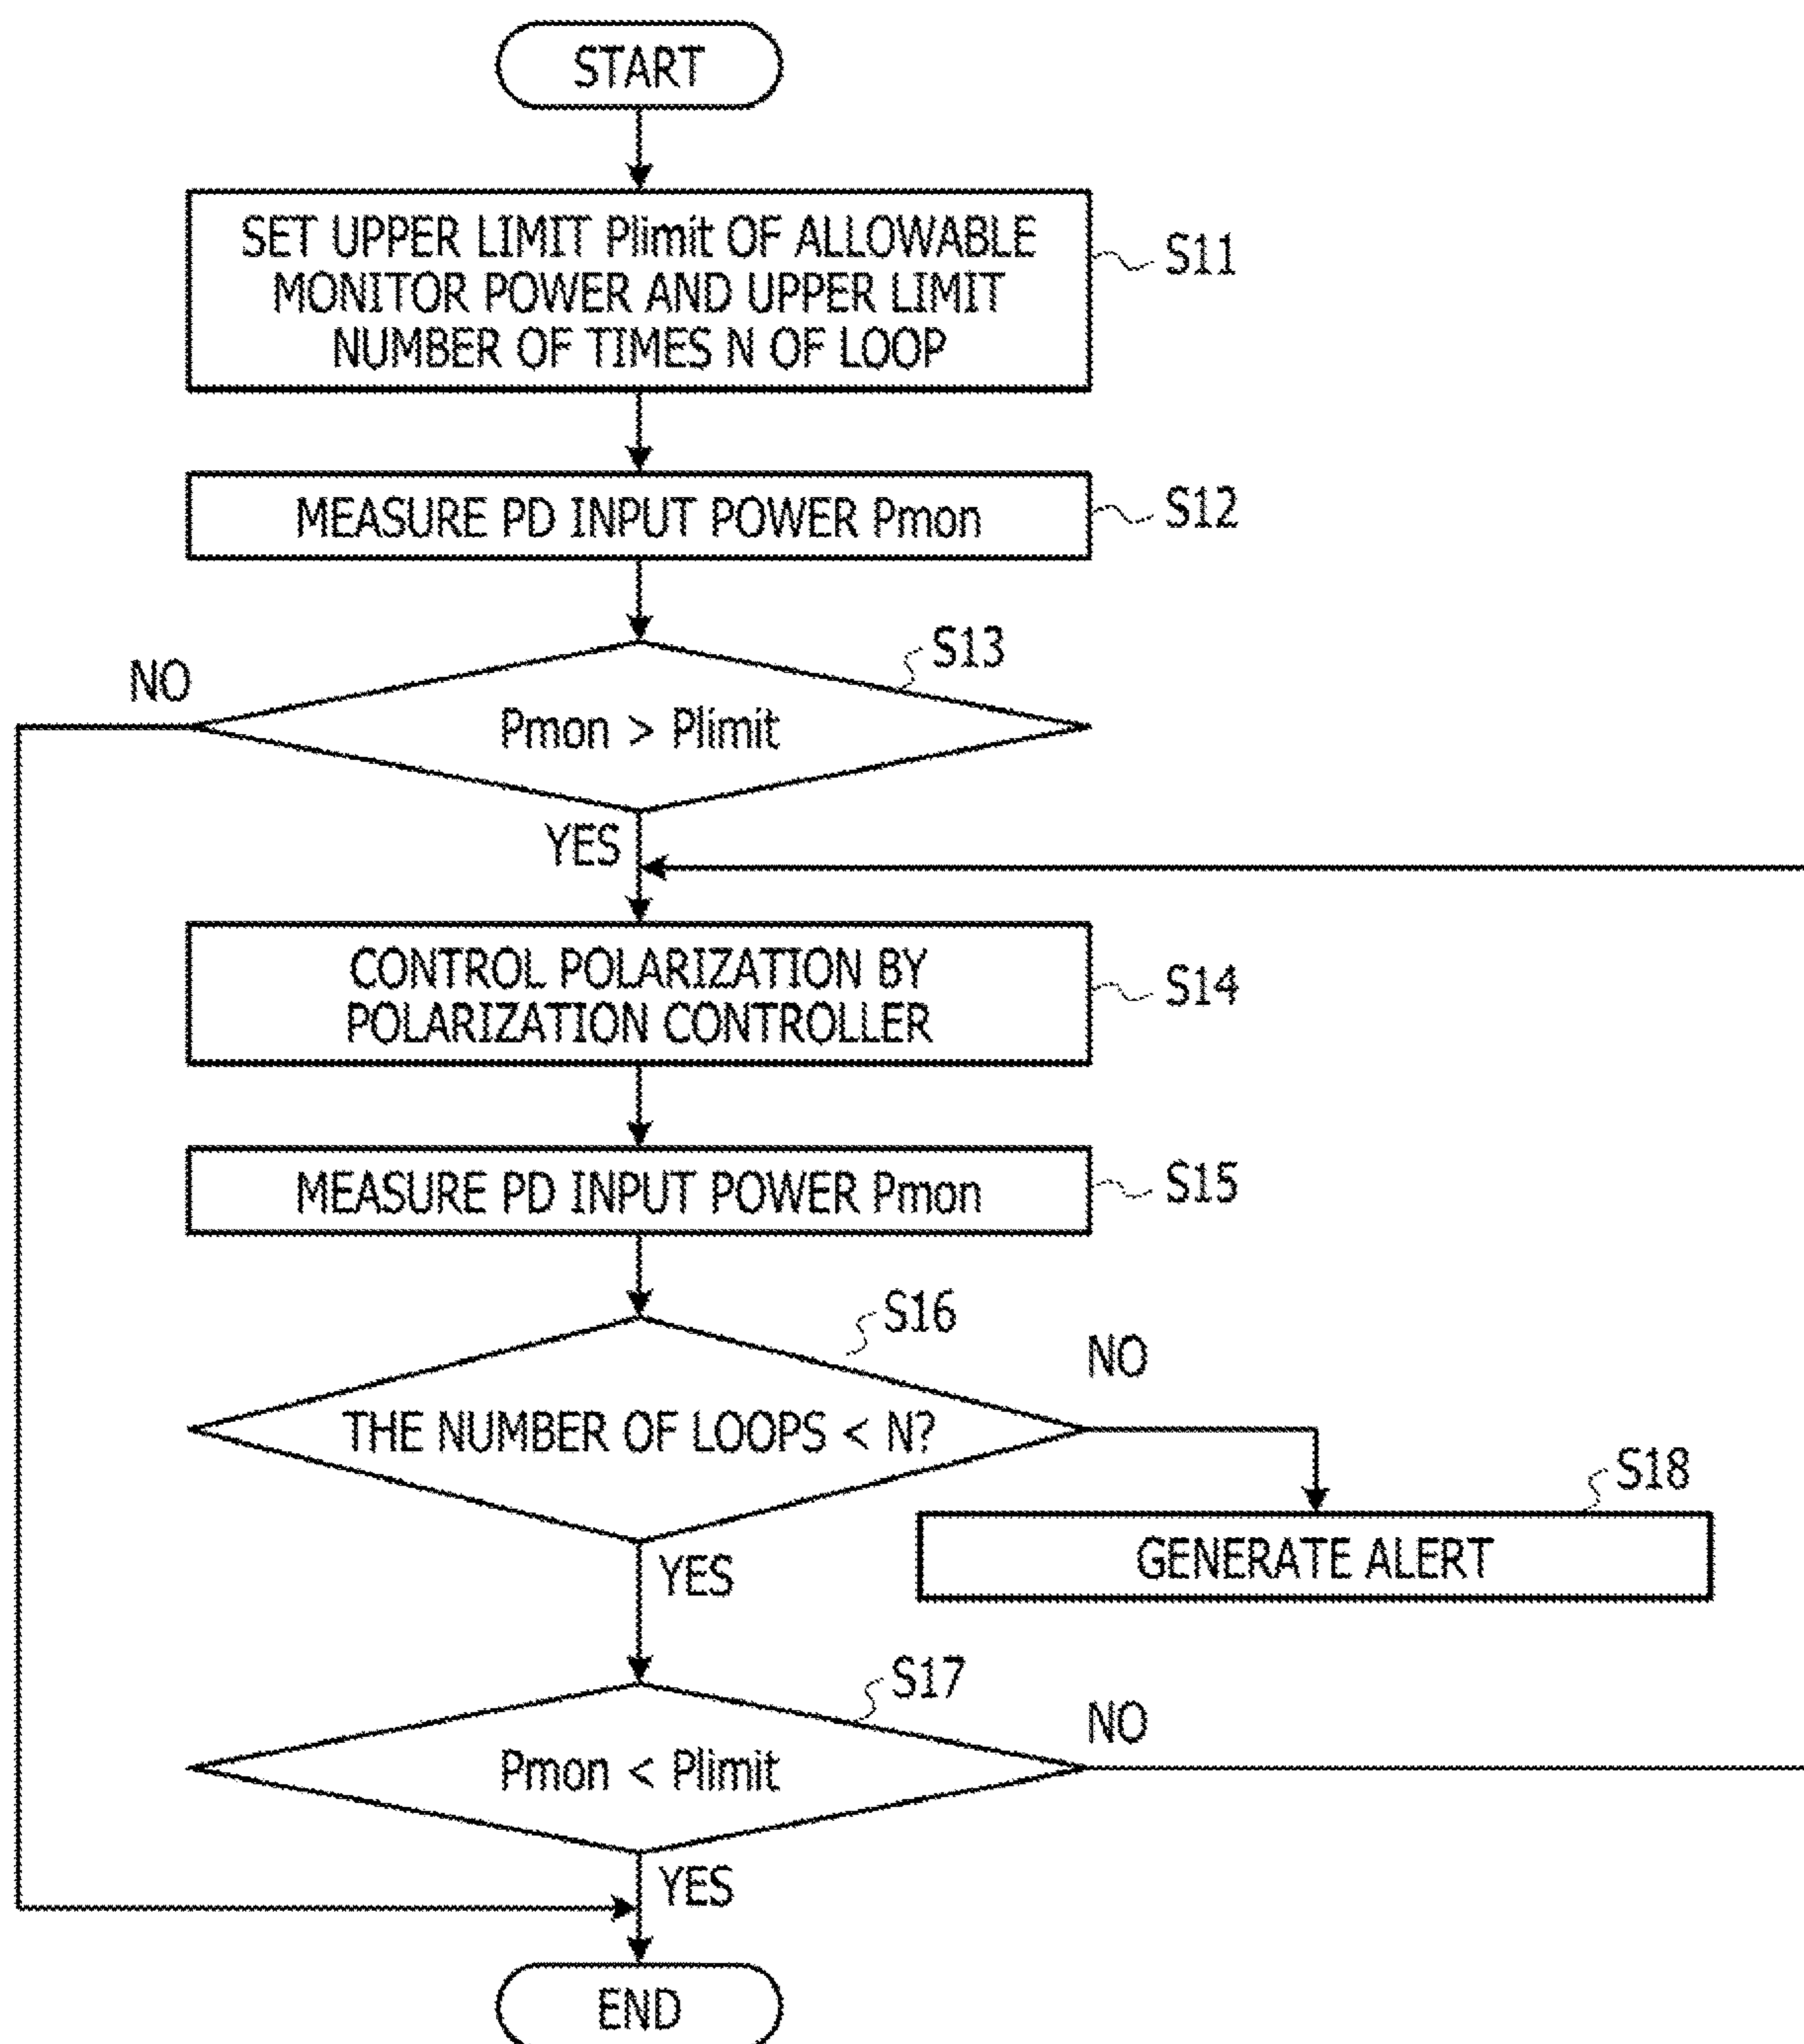 START
SET UPPER LIMIT Plimit OF ALLOWABLE
MONITOR POWER AND UPPER LIMIT
NUMBER OF TIMES N OF LOOP
S11
MEASURE PD INPUT POWER Pmon
S12
S13
NO
Pmon > Plimit
YES
CONTROL POLARIZATION BY
POLARIZATION CONTROLLER
S14
MEASURE PD INPUT POWER Pmon
S15
S16
NO
THE NUMBER OF LOOPS < N?
S18
GENERATE ALERT
YES
S17
NO
Pmon < Plimit
YES
END